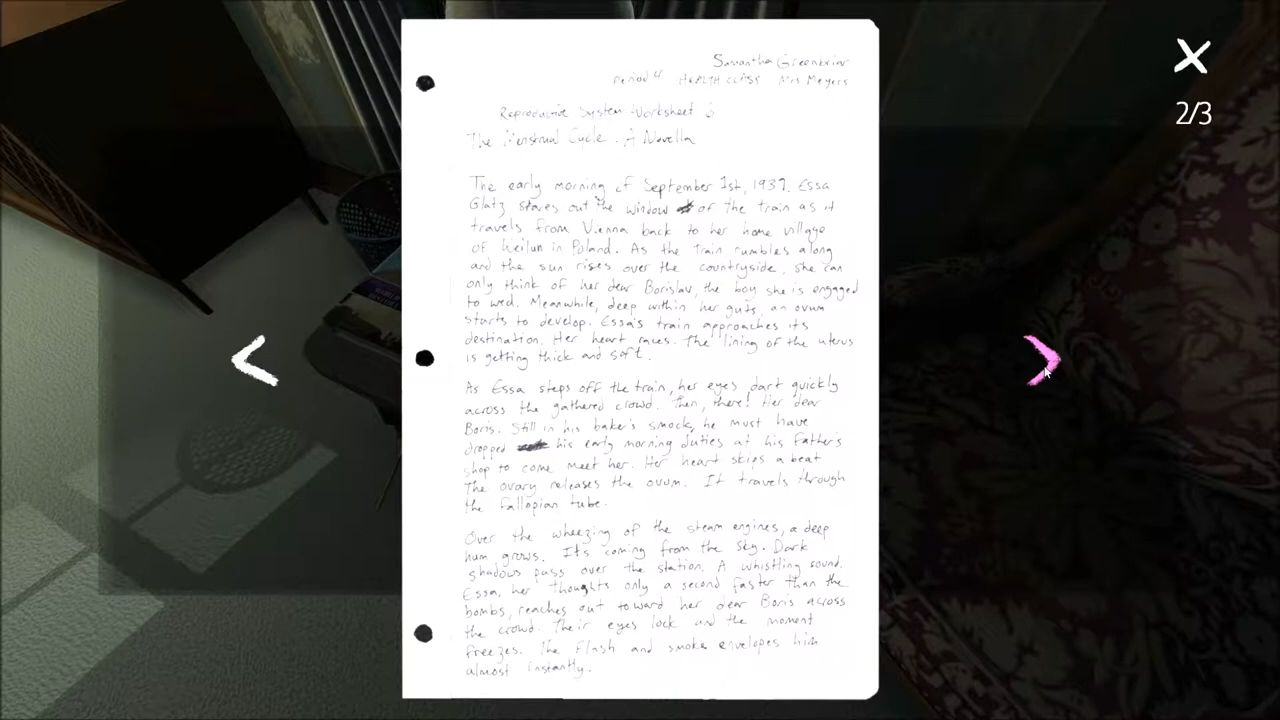 2/3
Samantha Greenbriar
Period 4 HEALTH CLASS Mrs Meyers
Reproductive System Worksheet
The Menstrual Cycle: A Novella
The early morning of September 1st, 1937. Essa
Glatz stares out the window of the train as it
travels from Vienna back to her home village
of Weilun in Poland. As the train rumbles along
and the sun rises over the countryside, she can
only think of her dear Borislav, the boy she is engaged
to wed. Meanwhile, deep within her guts, an ovum
starts to develop. Essa's train approaches its
destination. Her heart races. The lining of the uterus
is getting thick and soft.
As Essa steps off the train, her eyes dart quickly
across the gathered crowd. Then, there! Her dear
Boris. Still in his baker's smock, he must have
dropped his early morning duties at his father's
shop to come meet her. Her heart skips a beat
The ovary releases the ovum. It travels through
the fallopian tube.
Over the wheezing of the steam engines, a deep
hum grows. It's coming from the sky. Dark
shadows pass over the station. A whistling sound.
Essa, her thoughts only a second faster than the
bombs, reaches out toward her dear Boris across
the crowd. Their eyes lock and the moment
freezes. The flash and smoke envelopes him
almost instantly.